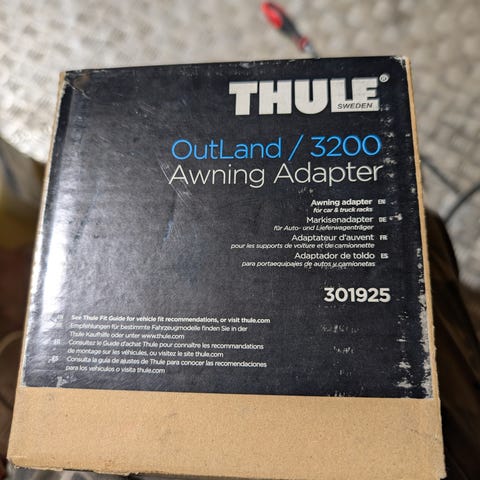 THULE®
SWEDEN
OutLand / 3200
Awning Adapter
Awning adapter EN
for car & truck racks
Markisenadapter DE
für Auto- und Lieferwagenträger
Adaptateur d'auvent FR
pour les supports de voiture et de camionnette
Adaptador de toldo ES
para portaequipajes de autos y camionetas
301925
EN See Thule Fit Guide for vehicle fit recommendations, or visit thule.com
Empfehlungen für bestimmte Fahrzeugmodelle finden Sie in der
Thule Kaufhilfe oder unter www.thule.com
FR Consultez le Guide d'achat Thule pour connaître les recommandations
de montage sur les véhicules, ou visitez le site thule.com
ES Consulta la guía de ajustes de Thule para conocer las recomendaciones
para los vehículos o visita thule.com